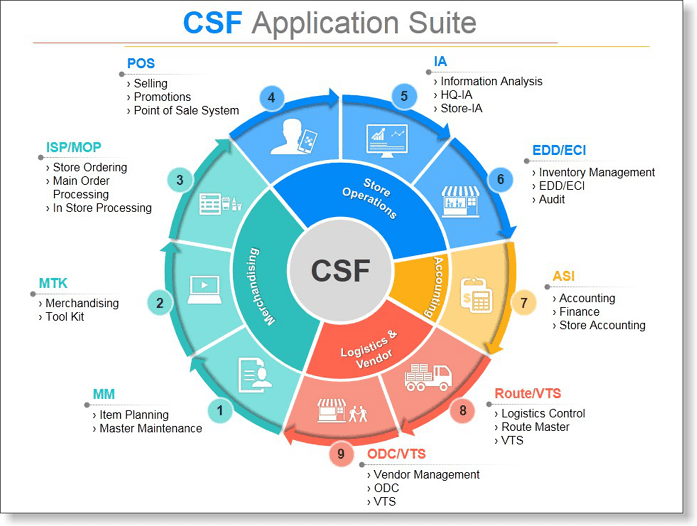 CSF Application Suite
POS
› Selling
› Promotions
› Point of Sale System
IA
› Information Analysis
› HQ-IA
› Store-IA
ISP/MOP
› Store Ordering
› Main Order
Processing
› In Store Processing
EDD/ECI
› Inventory Management
› EDD/ECI
› Audit
MTK
› Merchandising
› Tool Kit
ASI
› Accounting
› Finance
› Store Accounting
MM
› Item Planning
› Master Maintenance
Route/VTS
› Logistics Control
› Route Master
› VTS
ODC/VTS
› Vendor Management
› ODC
› VTS
1
2
3
4
5
6
7
8
9
Merchandising
Store
Operations
Accounting
Logistics &
Vendor
CSF
$